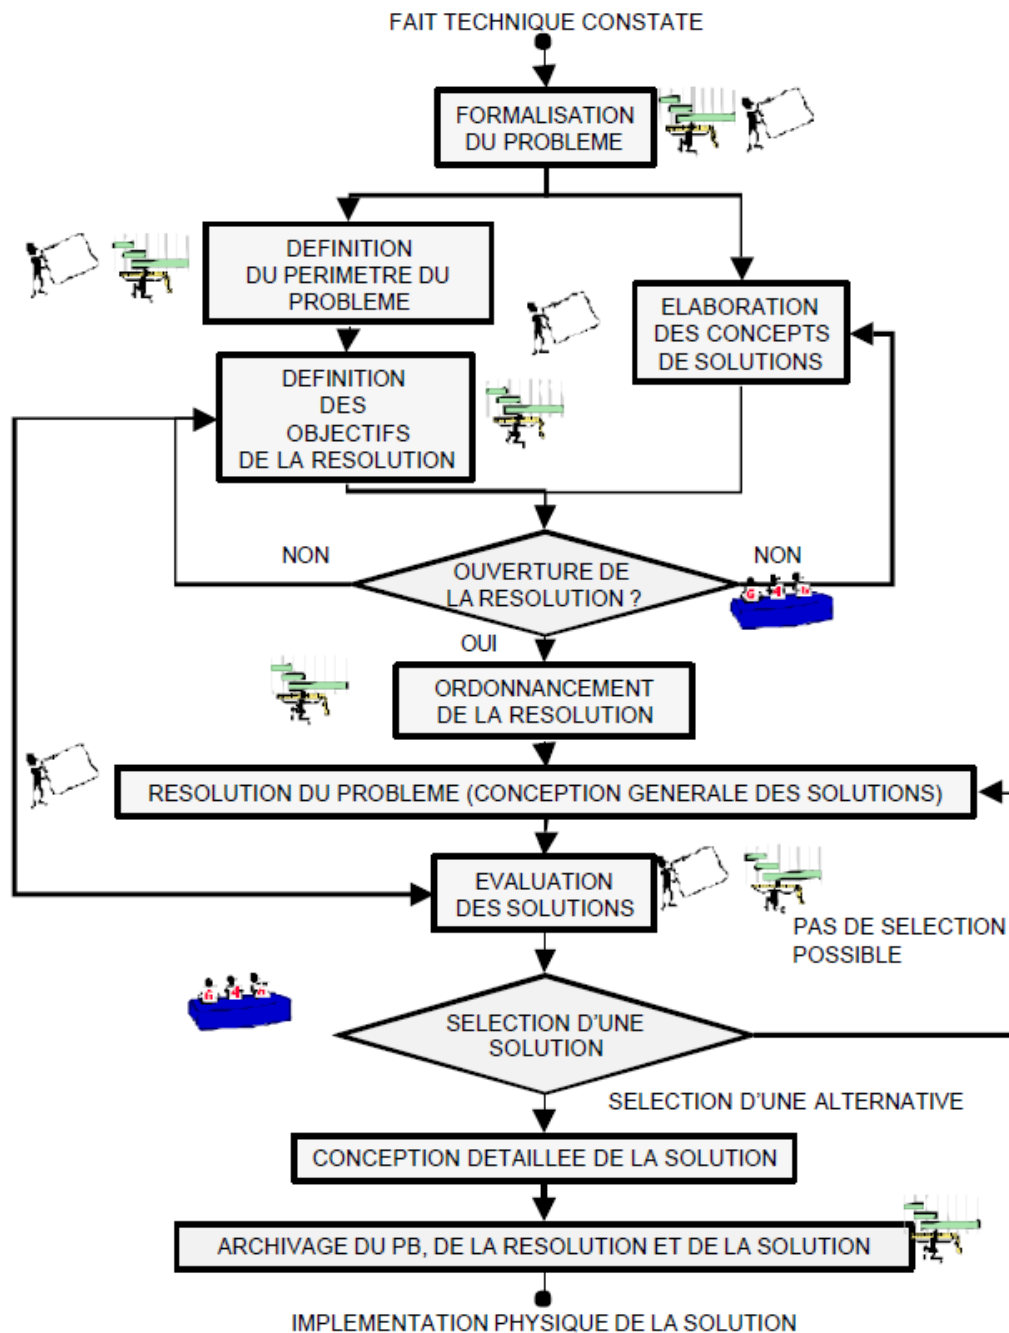 FAIT TECHNIQUE CONSTATE
FORMALISATION
DU PROBLEME
DEFINITION
DU PERIMETRE DU
PROBLEME
ELABORATION
DES CONCEPTS
DE SOLUTIONS
DEFINITION
DES
OBJECTIFS
DE LA RESOLUTION
NON
NON
OUVERTURE DE
LA RESOLUTION ?
OUI
ORDONNANCEMENT
DE LA RESOLUTION
RESOLUTION DU PROBLEME (CONCEPTION GENERALE DES SOLUTIONS)
EVALUATION
DES SOLUTIONS
PAS DE SELECTION
POSSIBLE
SELECTION D'UNE
SOLUTION
SELECTION D'UNE ALTERNATIVE
CONCEPTION DETAILLEE DE LA SOLUTION
ARCHIVAGE DU PB, DE LA RESOLUTION ET DE LA SOLUTION
IMPLEMENTATION PHYSIQUE DE LA SOLUTION